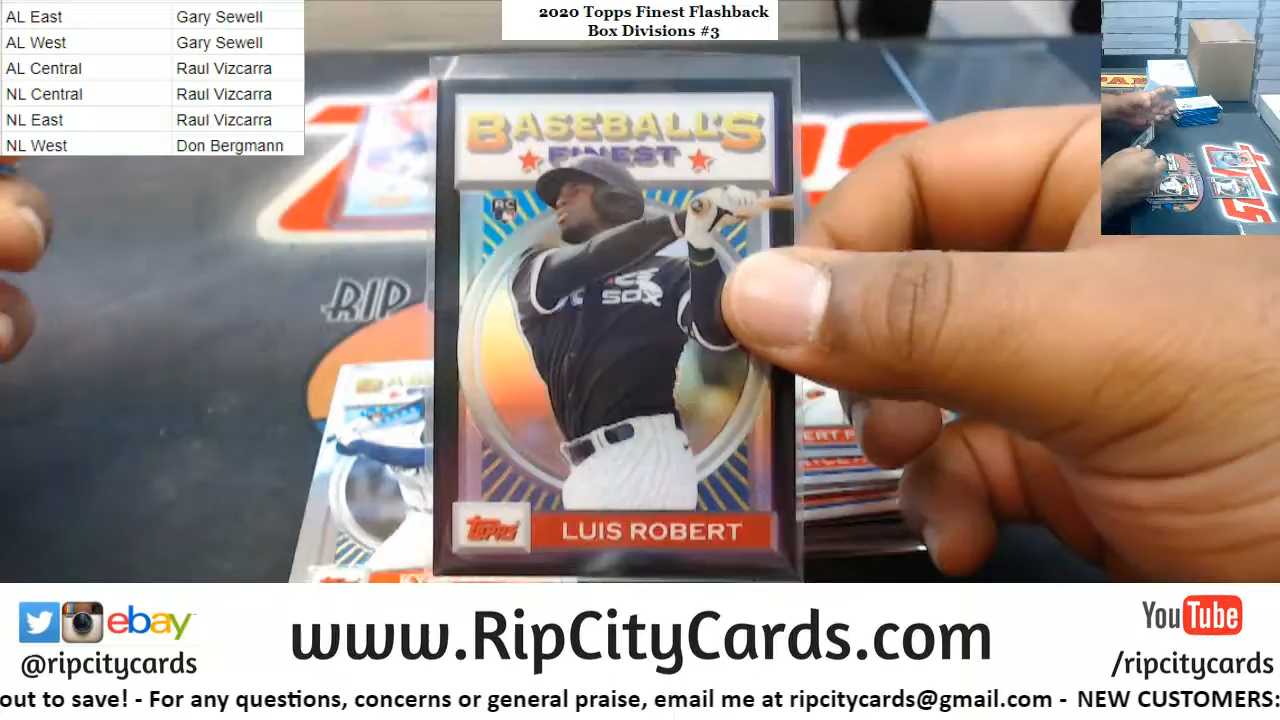 AL East Gary Sewell
AL West Gary Sewell
AL Central Raul Vizcarra
NL Central Raul Vizcarra
NL East Raul Vizcarra
NL West Don Bergmann
2020 Topps Finest Flashback
Box Divisions #3
BASEBALL'S
FINEST
RC
SOX
RIP
TOPPS
LUIS ROBERT
ebay
@ripcitycards
www.RipCityCards.com
YouTube
/ripcitycards
out to save! - For any questions, concerns or general praise, email me at ripcitycards@gmail.com - NEW CUSTOMERS: